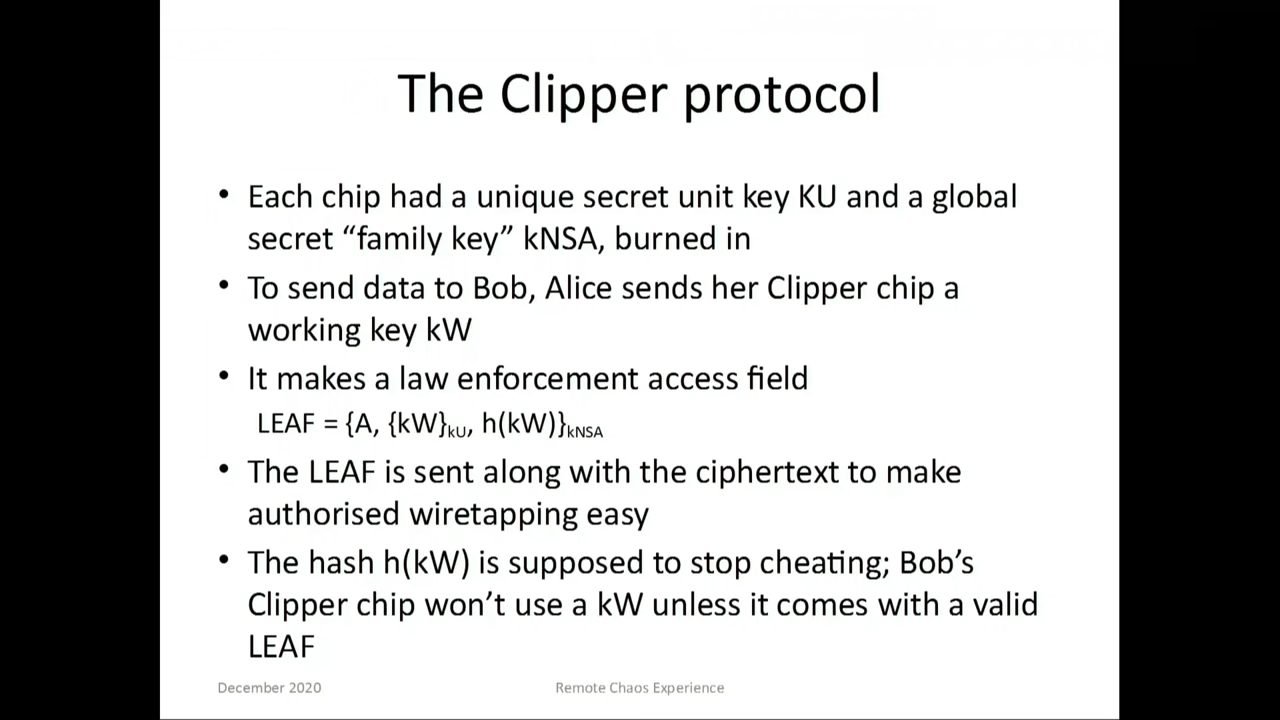 The Clipper protocol
• Each chip had a unique secret unit key KU and a global
secret “family key” kNSA, burned in
• To send data to Bob, Alice sends her Clipper chip a
working key kW
• It makes a law enforcement access field
LEAF = {A, {kW}kU, h(kW)}kNSA
• The LEAF is sent along with the ciphertext to make
authorised wiretapping easy
• The hash h(kW) is supposed to stop cheating; Bob’s
Clipper chip won’t use a kW unless it comes with a valid
LEAF
December 2020 Remote Chaos Experience